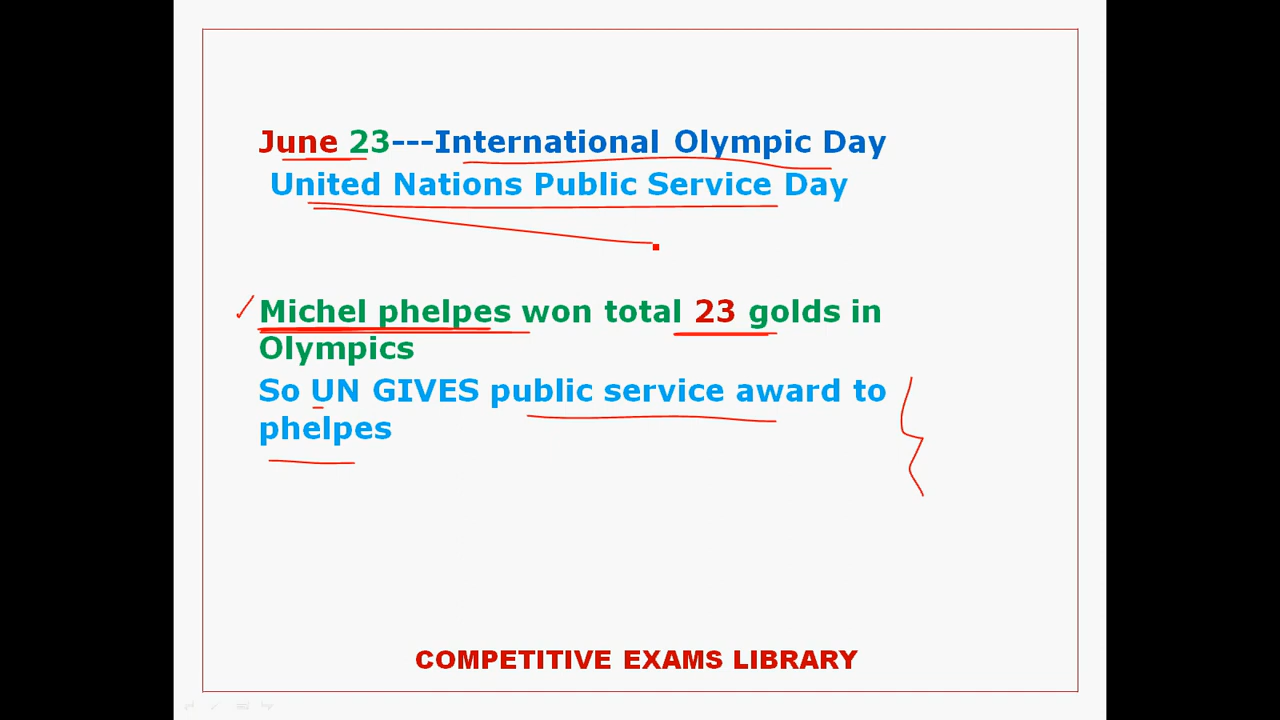 June 23---International Olympic Day
United Nations Public Service Day
Michel phelpes won total 23 golds in
Olympics
So UN GIVES public service award to
phelpes
COMPETITIVE EXAMS LIBRARY